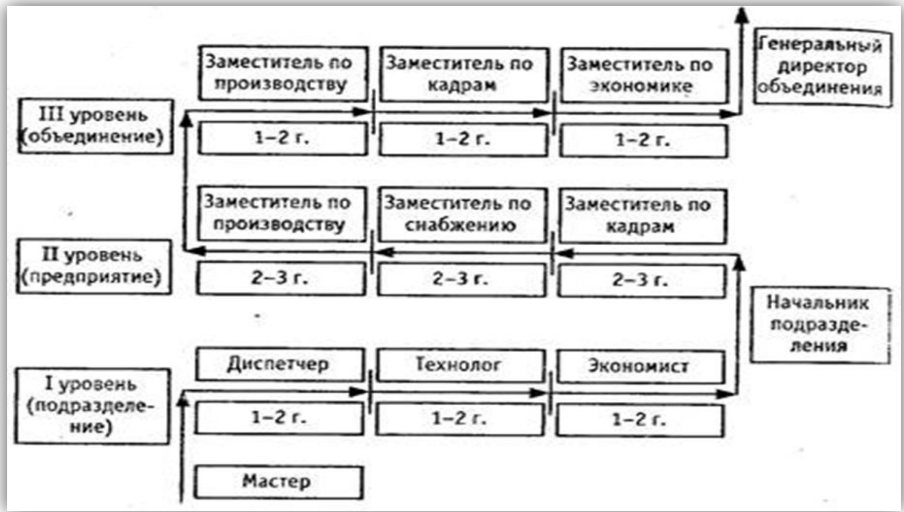 Генеральный
директор
объединения
Заместитель по
производству
Заместитель по
кадрам
Заместитель по
экономике
III уровень
(объединение)
1–2 г.
1–2 г.
1–2 г.
Заместитель по
производству
Заместитель по
снабжению
Заместитель по
кадрам
II уровень
(предприятие)
2–3 г.
2–3 г.
2–3 г.
Начальник
подразде-
ления
Диспетчер
Технолог
Экономист
I уровень
(подразделе-
ние)
1–2 г.
1–2 г.
1–2 г.
Мастер